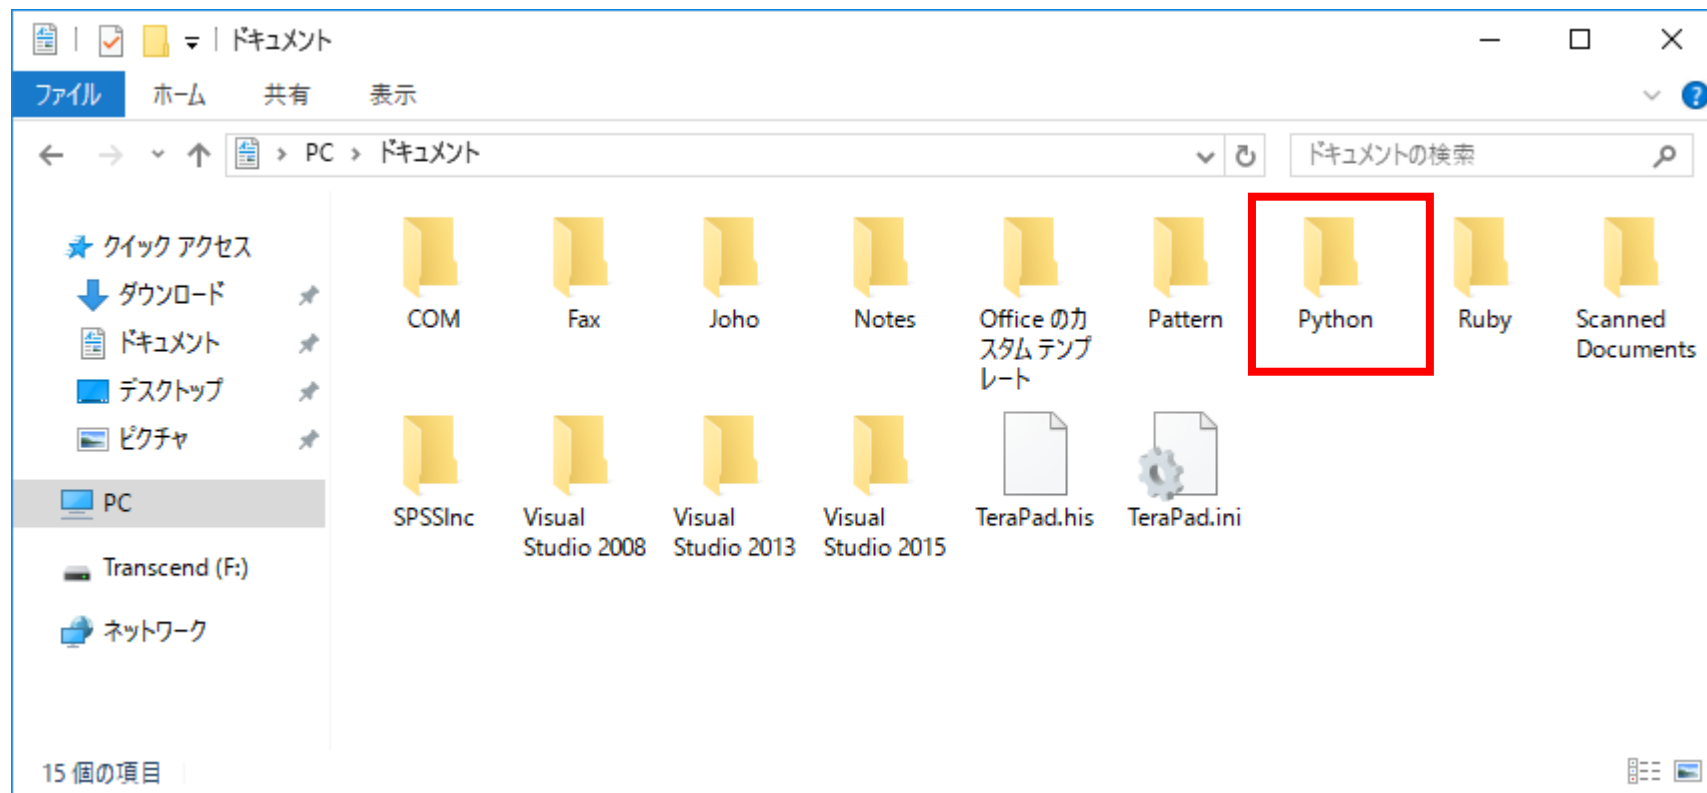 ドキュメント
ファイル ホーム 共有 表示
PC ドキュメント ドキュメントの検索
クイック アクセス
ダウンロード
ドキュメント
デスクトップ
ピクチャ
PC
Transcend (F:)
ネットワーク
COM
Fax
Joho
Notes
Office のカ
スタム テンプ
レート
Pattern
Python
Ruby
Scanned
Documents
SPSSInc
Visual
Studio 2008
Visual
Studio 2013
Visual
Studio 2015
TeraPad.his
TeraPad.ini
15 個の項目